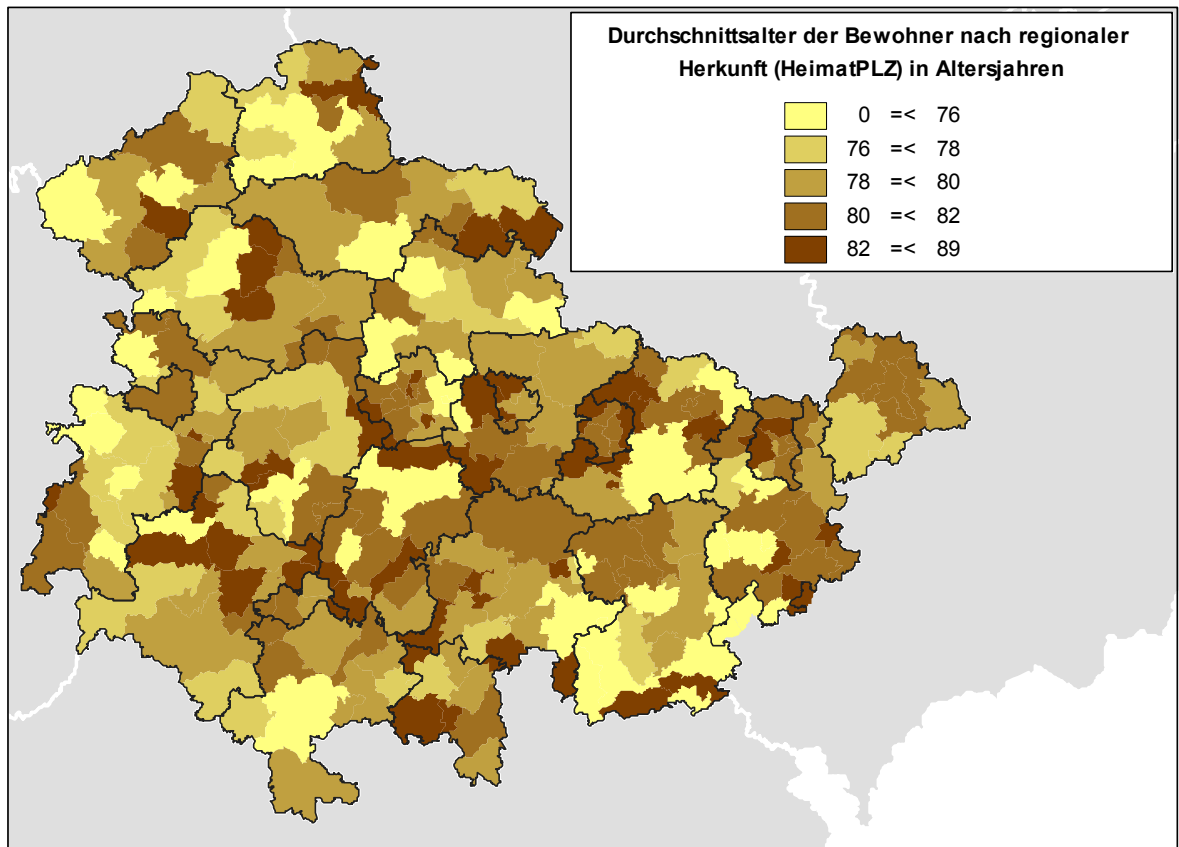 Durchschnittsalter der Bewohner nach regionaler
Herkunft (HeimatPLZ) in Altersjahren
0 =< 76
76 =< 78
78 =< 80
80 =< 82
82 =< 89